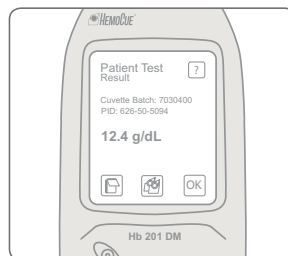 HEMOCUE
Patient Test
Result
?
Cuvette Batch: 7030400
PID: 626-50-5094
12.4 g/dL
OK
Hb 201 DM